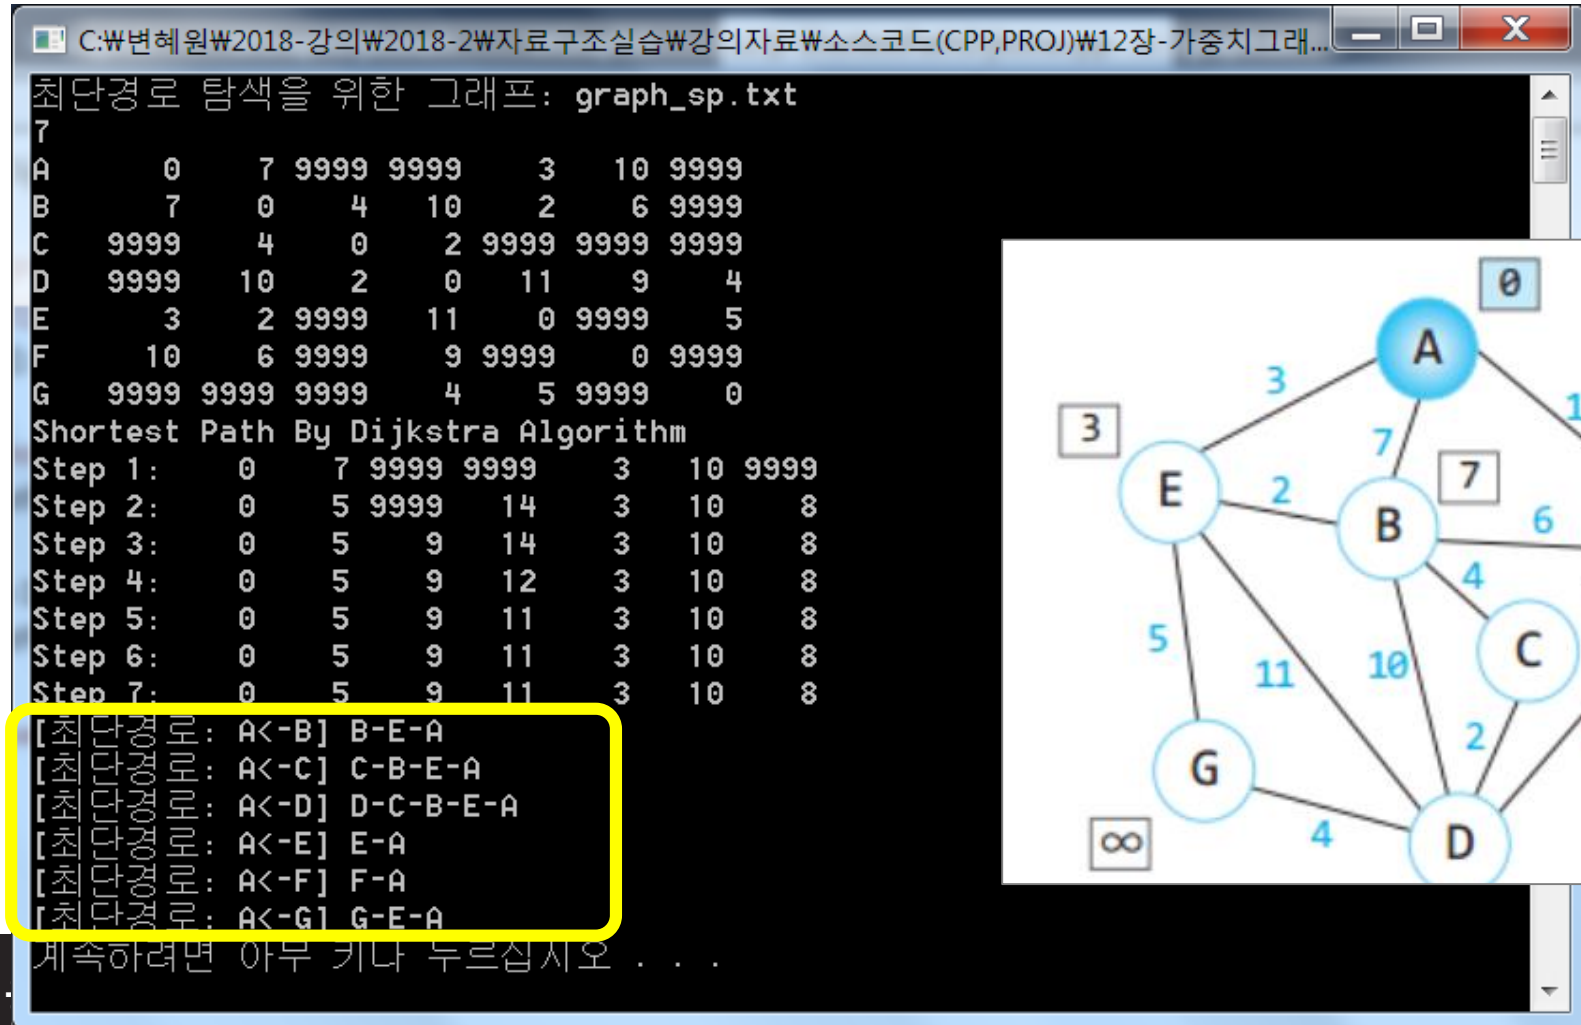 C:₩변혜원₩2018-강의₩2018-2₩자료구조실습₩강의자료₩소스코드(CPP,PROJ)₩12장-가중치그래...
최단경로 탐색을 위한 그래프: graph_sp.txt
7
A 0 7 9999 9999 3 10 9999
B 7 0 4 10 2 6 9999
C 9999 4 0 2 9999 9999 9999
D 9999 10 2 0 11 9 4
E 3 2 9999 11 0 9999 5
F 10 6 9999 9 9999 0 9999
G 9999 9999 9999 4 5 9999 0
Shortest Path By Dijkstra Algorithm
Step 1: 0 7 9999 9999 3 10 9999
Step 2: 0 5 9999 14 3 10 8
Step 3: 0 5 9 14 3 10 8
Step 4: 0 5 9 12 3 10 8
Step 5: 0 5 9 11 3 10 8
Step 6: 0 5 9 11 3 10 8
Step 7: 0 5 9 11 3 10 8
[최단경로: A<-B] B-E-A
[최단경로: A<-C] C-B-E-A
[최단경로: A<-D] D-C-B-E-A
[최단경로: A<-E] E-A
[최단경로: A<-F] F-A
[최단경로: A<-G] G-E-A
계속하려면 아무 키나 누르십시오 . . .
0
A
3
1
3
7
7
E
2
B
6
4
5
C
11
10
2
G
∞
4
D